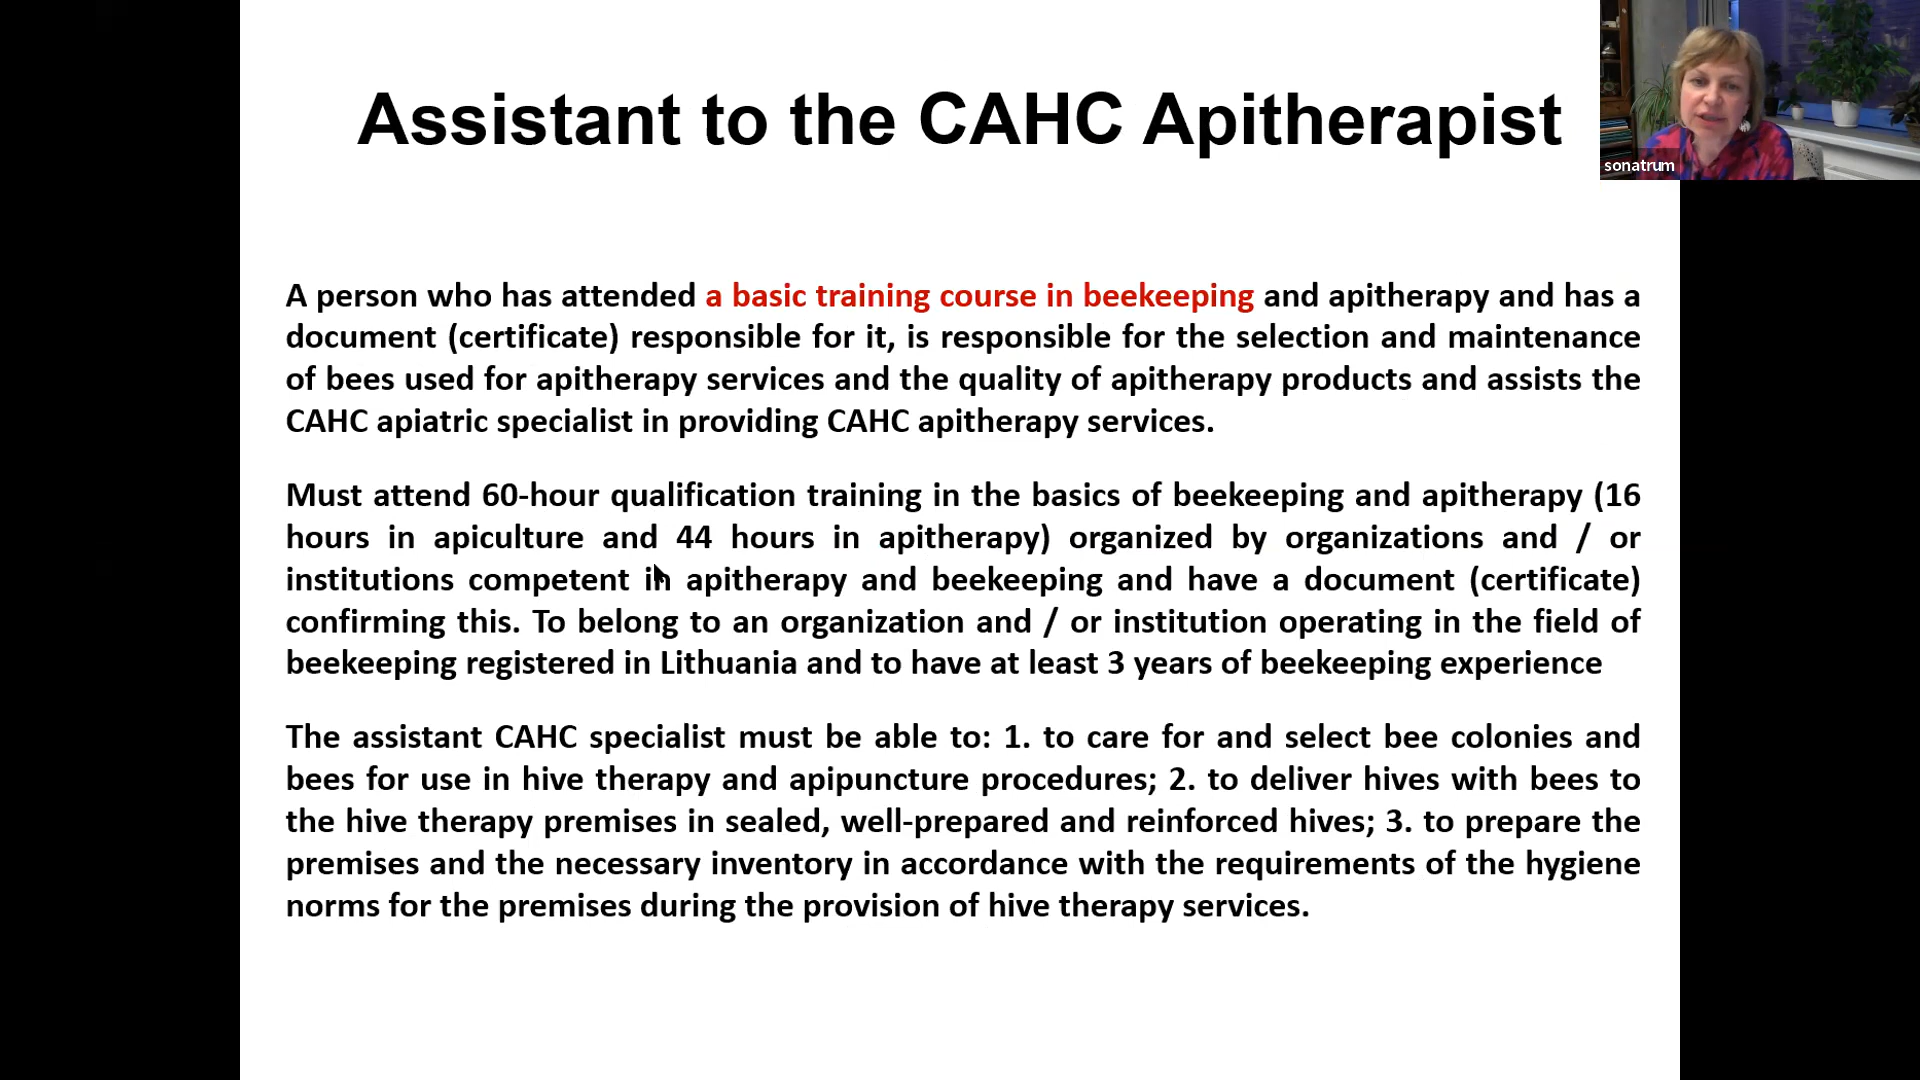 Assistant to the CAHC Apitherapist
sonatrum
A person who has attended a basic training course in beekeeping and apitherapy and has a
document (certificate) responsible for it, is responsible for the selection and maintenance
of bees used for apitherapy services and the quality of apitherapy products and assists the
CAHC apiatric specialist in providing CAHC apitherapy services.
Must attend 60-hour qualification training in the basics of beekeeping and apitherapy (16
hours in apiculture and 44 hours in apitherapy) organized by organizations and / or
institutions competent in apitherapy and beekeeping and have a document (certificate)
confirming this. To belong to an organization and / or institution operating in the field of
beekeeping registered in Lithuania and to have at least 3 years of beekeeping experience
The assistant CAHC specialist must be able to: 1. to care for and select bee colonies and
bees for use in hive therapy and apipuncture procedures; 2. to deliver hives with bees to
the hive therapy premises in sealed, well-prepared and reinforced hives; 3. to prepare the
premises and the necessary inventory in accordance with the requirements of the hygiene
norms for the premises during the provision of hive therapy services.